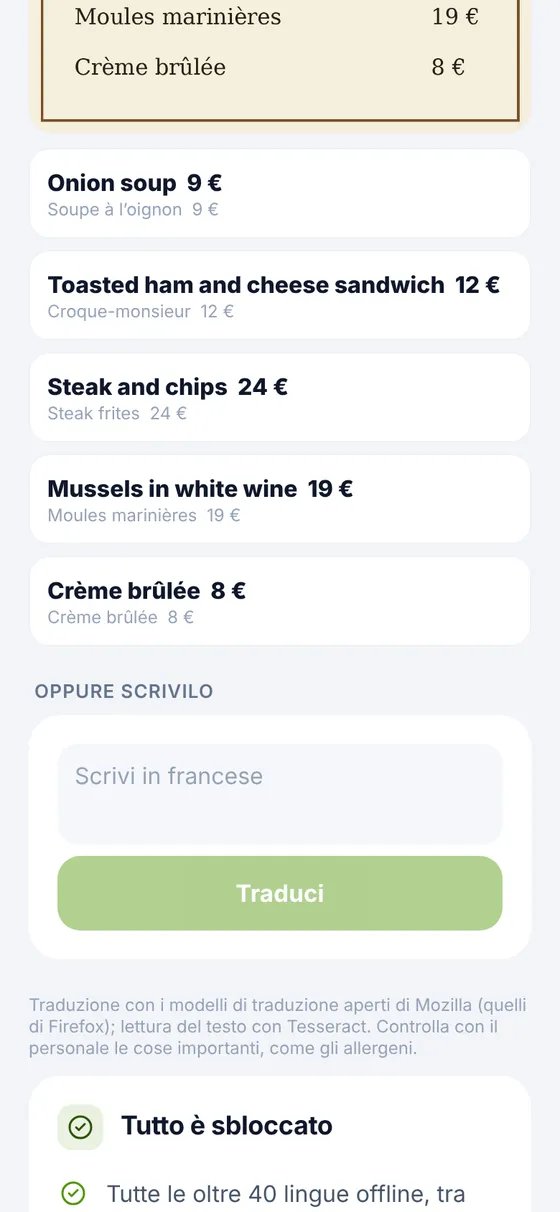 Moules marinières 19 €
Crème brûlée 8 €
Onion soup 9 €
Soupe à l’oignon 9 €
Toasted ham and cheese sandwich 12 €
Croque-monsieur 12 €
Steak and chips 24 €
Steak frites 24 €
Mussels in white wine 19 €
Moules marinières 19 €
Crème brûlée 8 €
Crème brûlée 8 €
OPPURE SCRIVILO
Scrivi in francese
Traduci
Traduzione con i modelli di traduzione aperti di Mozilla (quelli
di Firefox); lettura del testo con Tesseract. Controlla con il
personale le cose importanti, come gli allergeni.
Tutto è sbloccato
Tutte le oltre 40 lingue offline, tra